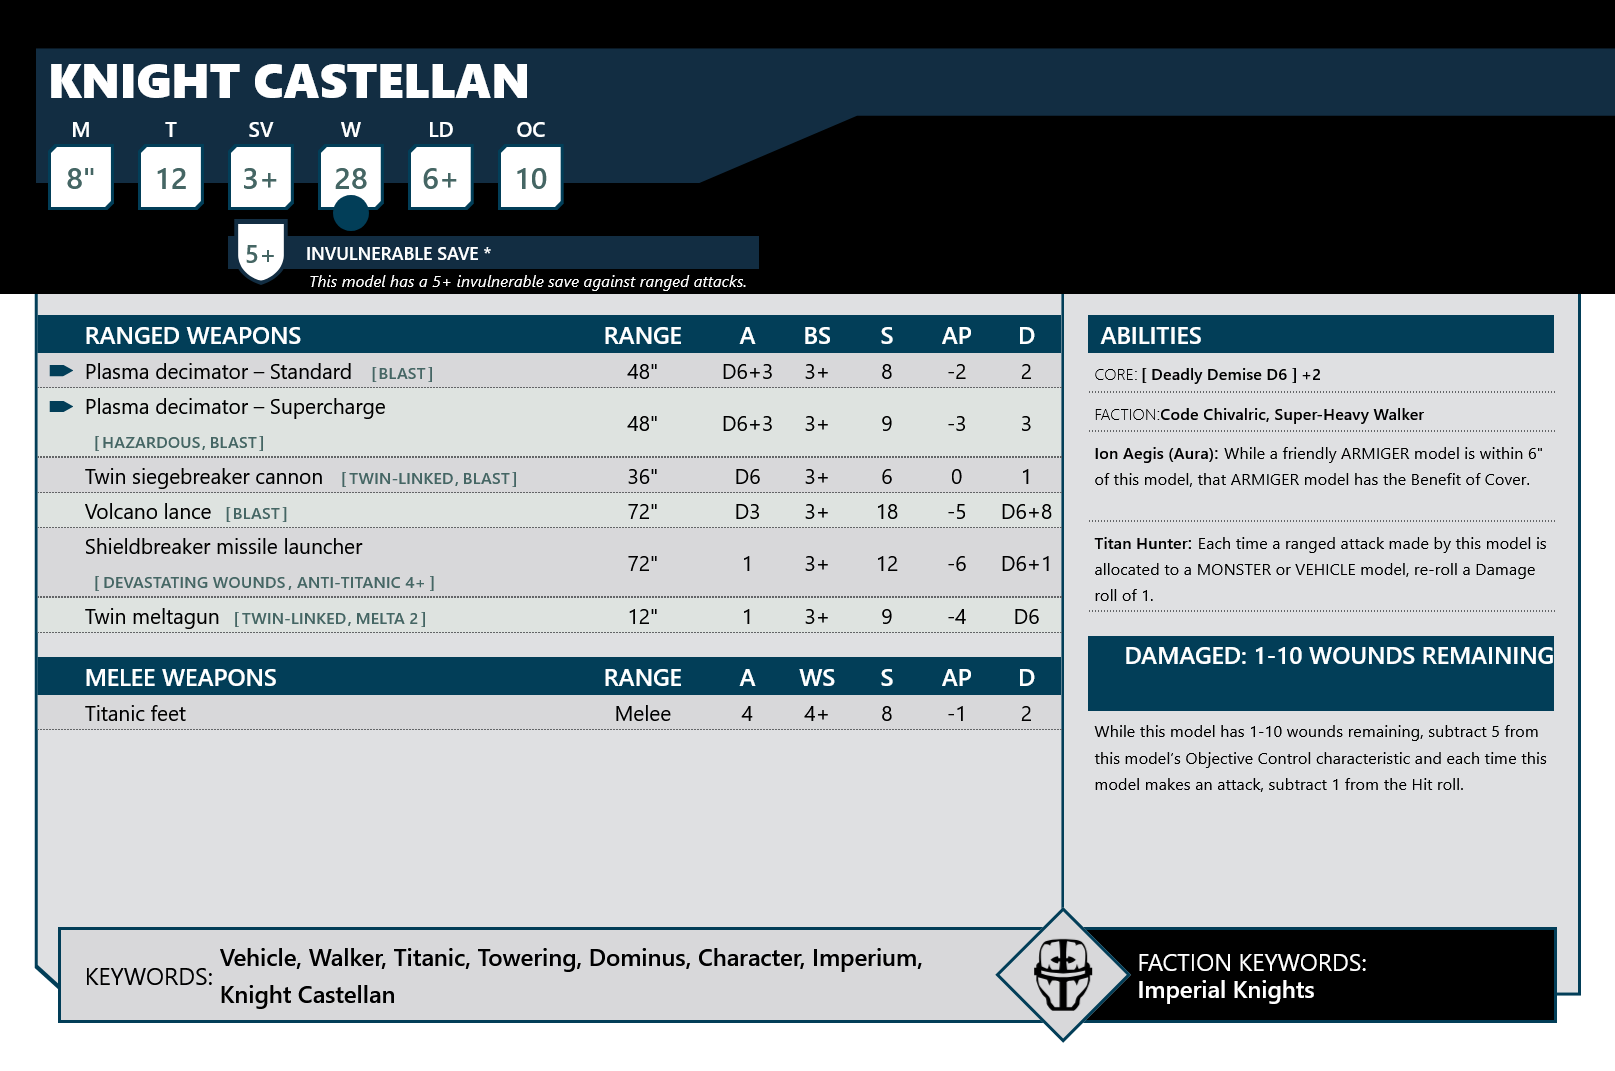 KNIGHT CASTELLAN
M T SV W LD OC
8" 12 3+ 28 6+ 10
5+ INVULNERABLE SAVE *
This model has a 5+ invulnerable save against ranged attacks.
RANGED WEAPONS RANGE A BS S AP D
Plasma decimator – Standard [BLAST] 48" D6+3 3+ 8 -2 2
Plasma decimator – Supercharge
[HAZARDOUS, BLAST] 48" D6+3 3+ 9 -3 3
Twin siegebreaker cannon [TWIN-LINKED, BLAST] 36" D6 3+ 6 0 1
Volcano lance [BLAST] 72" D3 3+ 18 -5 D6+8
Shieldbreaker missile launcher
[DEVASTATING WOUNDS, ANTI-TITANIC 4+] 72" 1 3+ 12 -6 D6+1
Twin meltagun [TWIN-LINKED, MELTA 2] 12" 1 3+ 9 -4 D6
MELEE WEAPONS RANGE A WS S AP D
Titanic feet Melee 4 4+ 8 -1 2
ABILITIES
CORE: [ Deadly Demise D6 ] +2
FACTION:Code Chivalric, Super-Heavy Walker
Ion Aegis (Aura): While a friendly ARMIGER model is within 6"
of this model, that ARMIGER model has the Benefit of Cover.
Titan Hunter: Each time a ranged attack made by this model is
allocated to a MONSTER or VEHICLE model, re-roll a Damage
roll of 1.
DAMAGED: 1-10 WOUNDS REMAINING
While this model has 1-10 wounds remaining, subtract 5 from
this model’s Objective Control characteristic and each time this
model makes an attack, subtract 1 from the Hit roll.
KEYWORDS: Vehicle, Walker, Titanic, Towering, Dominus, Character, Imperium,
Knight Castellan
FACTION KEYWORDS:
Imperial Knights